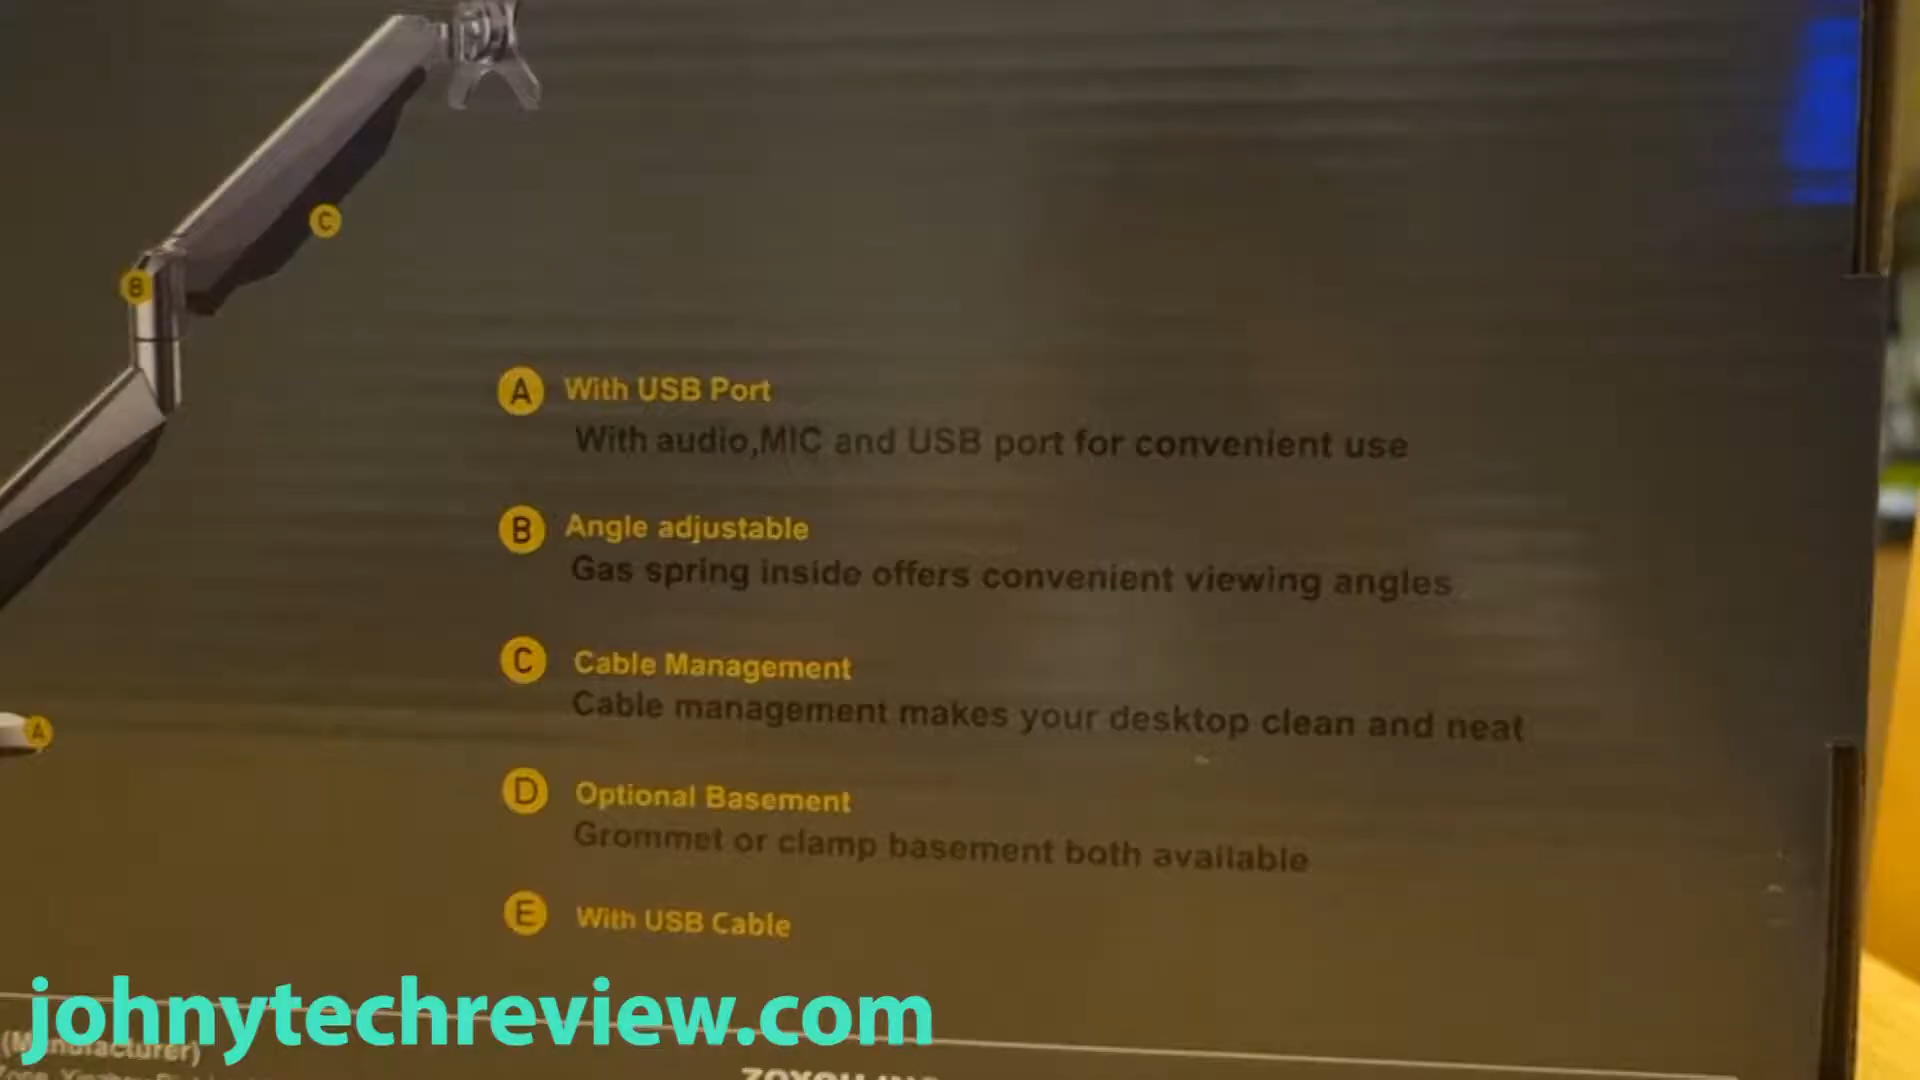 C
B
A With USB Port
With audio,MIC and USB port for convenient use
B Angle adjustable
Gas spring inside offers convenient viewing angles
C Cable Management
Cable management makes your desktop clean and neat
A
D Optional Basement
Grommet or clamp basement both available
E With USB Cable
johnytechreview.com
(Manufacturer)